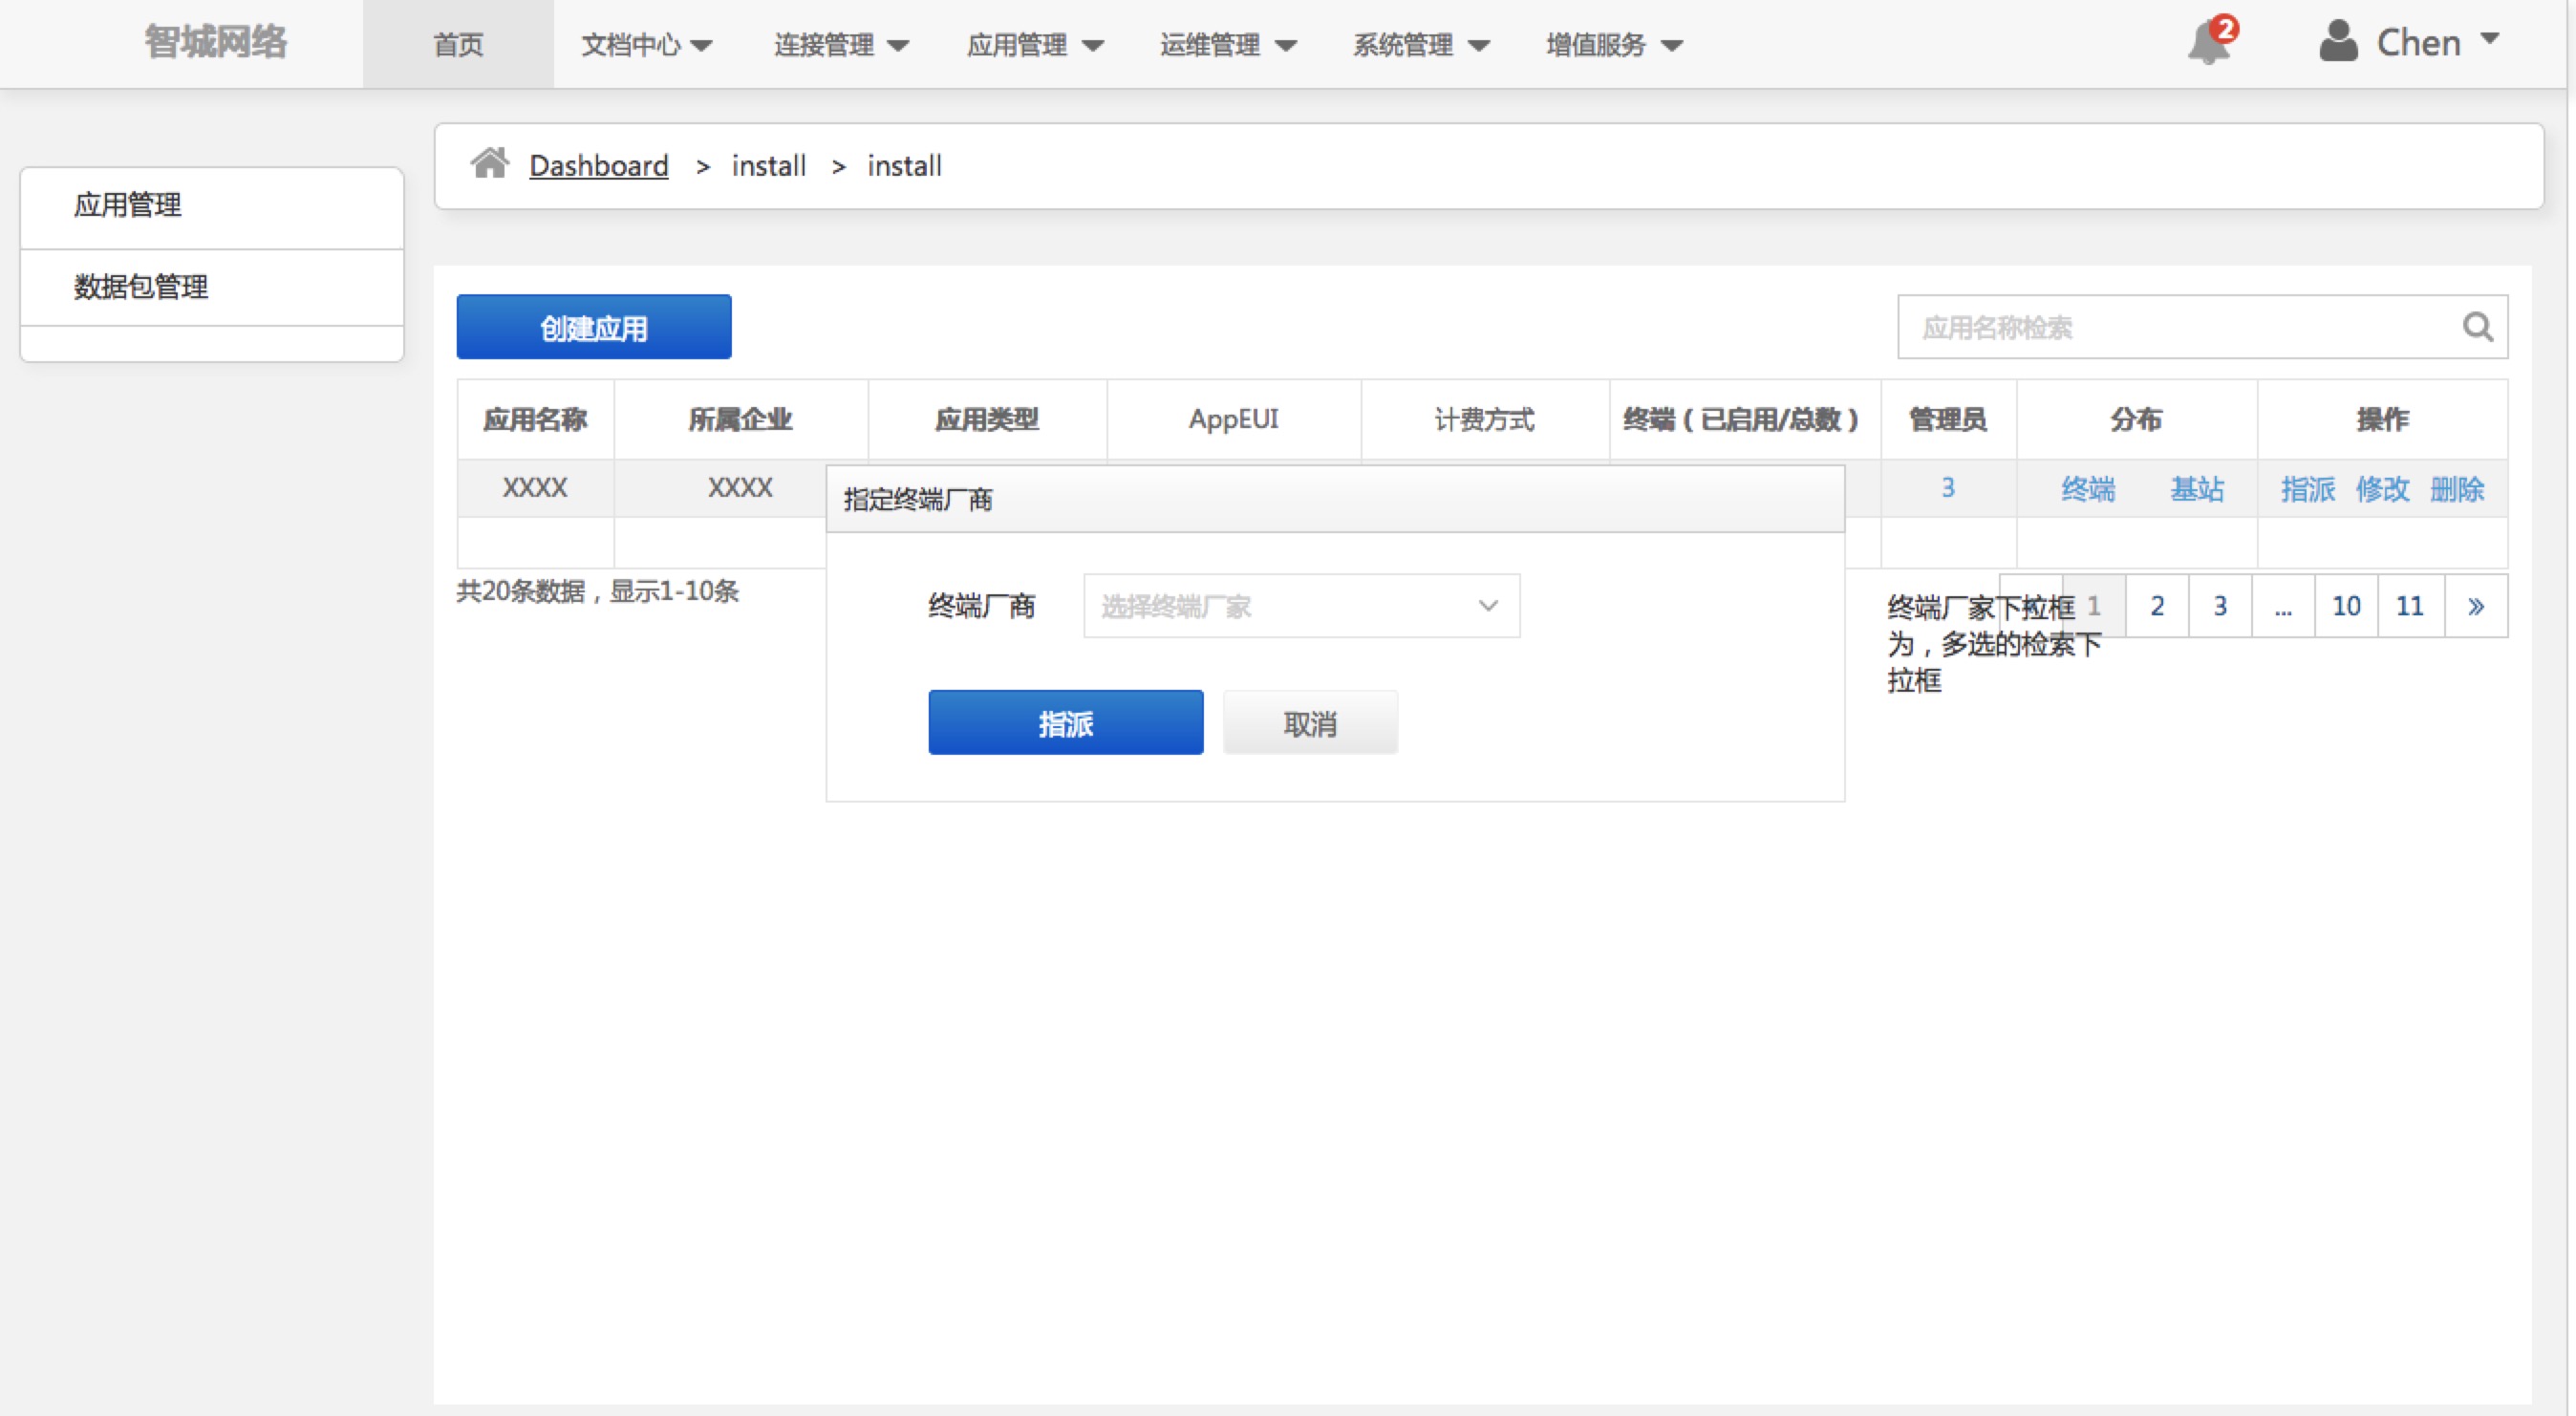 智城网络 首页 文档中心 连接管理 应用管理 运维管理 系统管理 增值服务 2 Chen
Dashboard > install > install
应用管理
数据包管理
创建应用 应用名称检索
应用名称 所属企业 应用类型 AppEUI 计费方式 终端（已启用/总数） 管理员 分布 操作
XXXX XXXX 3 终端 基站 指派 修改 删除
共20条数据，显示1-10条
指定终端厂商
终端厂商 选择终端厂家
指派 取消
终端厂家下拉框
为，多选的检索下
拉框
1 2 3 ... 10 11 »